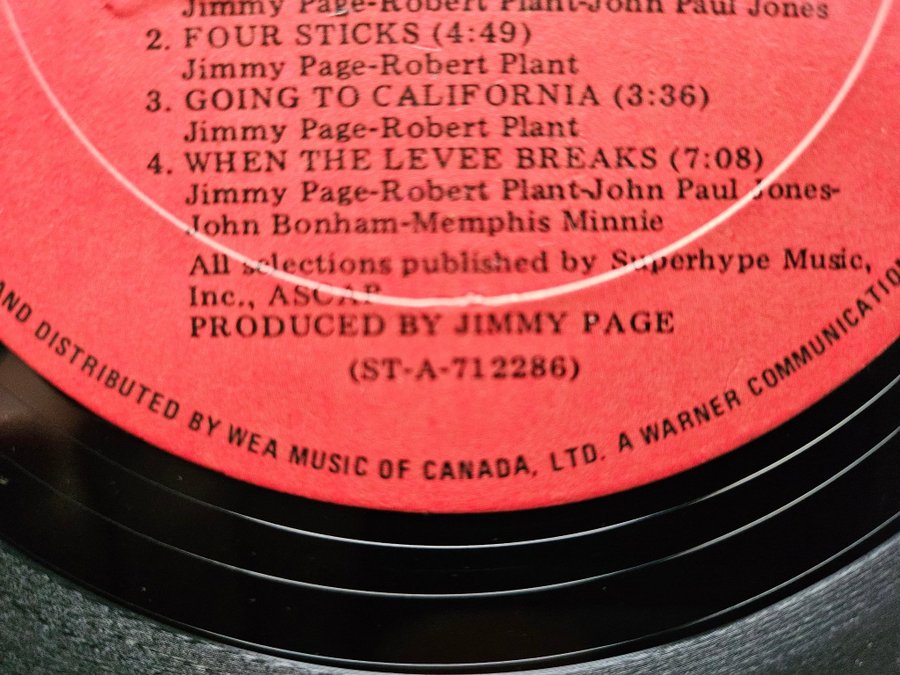 Jimmy Page-Robert Plant-John Paul Jones
2. FOUR STICKS (4:49)
Jimmy Page-Robert Plant
3. GOING TO CALIFORNIA (3:36)
Jimmy Page-Robert Plant
4. WHEN THE LEVEE BREAKS (7:08)
Jimmy Page-Robert Plant-John Paul Jones-
John Bonham-Memphis Minnie
All selections published by Superhype Music,
Inc., ASCAP
PRODUCED BY JIMMY PAGE
(ST-A-712286)
AND DISTRIBUTED BY WEA MUSIC OF CANADA, LTD. A WARNER COMMUNICATION